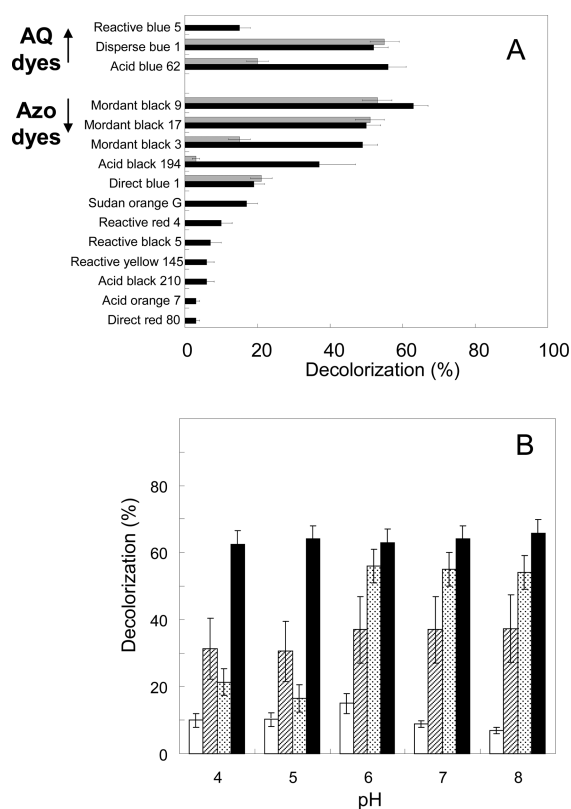 A
AQ
dyes
Azo
dyes
Reactive blue 5
Disperse bue 1
Acid blue 62
Mordant black 9
Mordant black 17
Mordant black 3
Acid black 194
Direct blue 1
Sudan orange G
Reactive red 4
Reactive black 5
Reactive yellow 145
Acid black 210
Acid orange 7
Direct red 80
0 20 40 60 80 100
Decolorization (%)
B
Decolorization (%)
80
60
40
20
0
4 5 6 7 8
pH